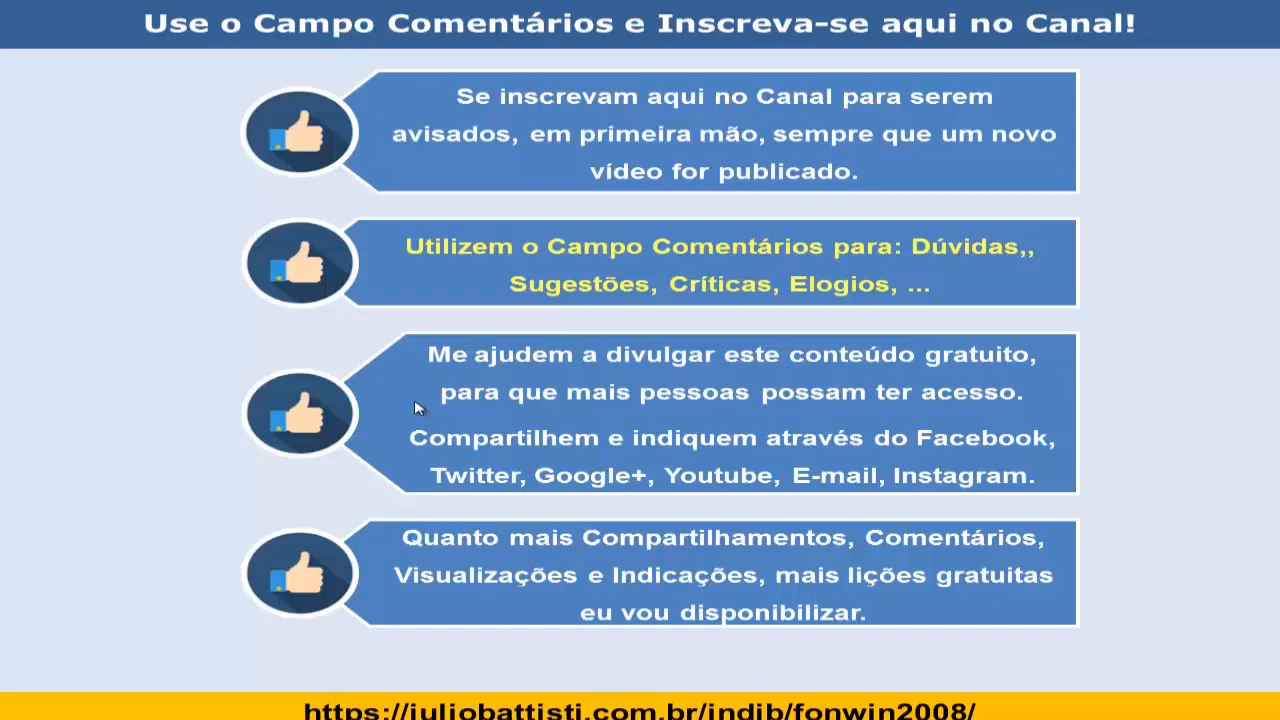 Use o Campo Comentários e Inscreva-se aqui no Canal!
Se inscrevam aqui no Canal para serem
avisados, em primeira mão, sempre que um novo
vídeo for publicado.
Utilizem o Campo Comentários para: Dúvidas,,
Sugestões, Críticas, Elogios, ...
Me ajudem a divulgar este conteúdo gratuito,
para que mais pessoas possam ter acesso.
Compartilhem e indiquem através do Facebook,
Twitter, Google+, Youtube, E-mail, Instagram.
Quanto mais Compartilhamentos, Comentários,
Visualizações e Indicações, mais lições gratuitas
eu vou disponibilizar.
https://juliobattisti.com.br/indib/fonwin2008/